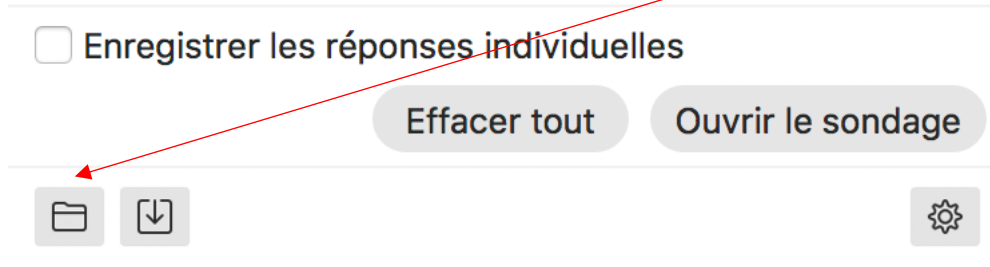 Enregistrer les réponses individuelles
Effacer tout
Ouvrir le sondage